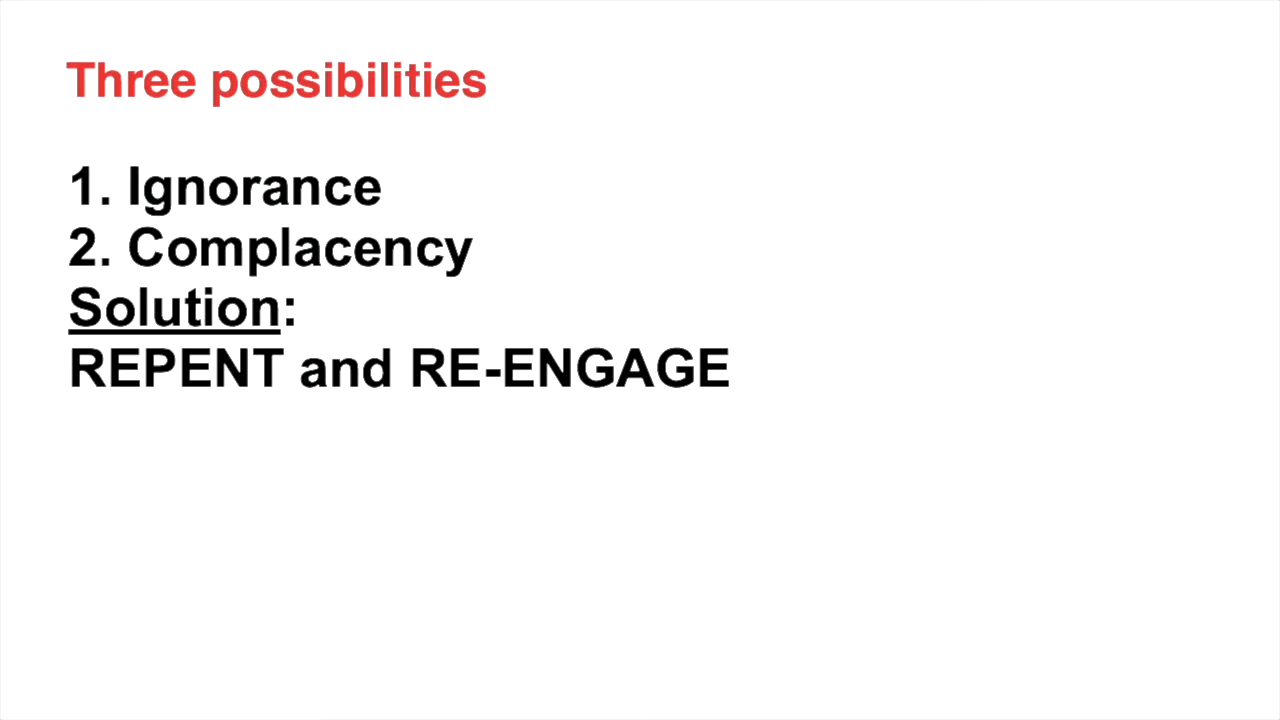 Three possibilities
1. Ignorance
2. Complacency
Solution:
REPENT and RE-ENGAGE